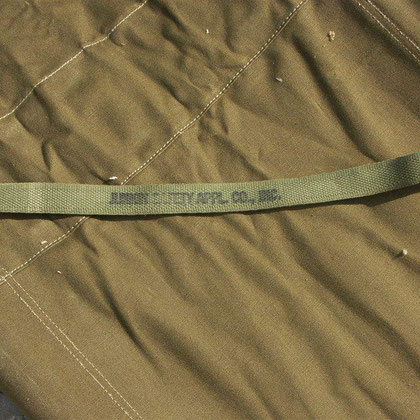 SAFETY APPL. CO., INC.